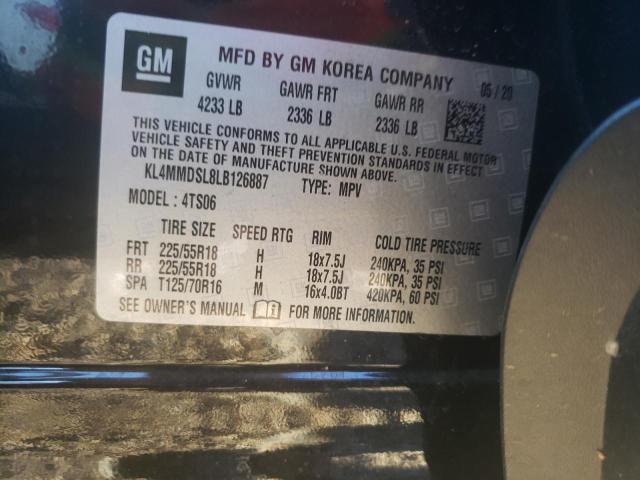 GM
MFD BY GM KOREA COMPANY 05 / 20
GVWR GAWR FRT GAWR RR
4233 LB 2336 LB 2336 LB
THIS VEHICLE CONFORMS TO ALL APPLICABLE U.S. FEDERAL MOTOR
VEHICLE SAFETY AND THEFT PREVENTION STANDARDS IN EFFECT
ON THE DATE OF MANUFACTURE SHOWN ABOVE.
KL4MMDSL8LB126887 TYPE: MPV
MODEL : 4TS06
TIRE SIZE SPEED RTG RIM COLD TIRE PRESSURE
FRT 225/55R18 H 18x7.5J 240KPA, 35 PSI
RR 225/55R18 H 18x7.5J 240KPA, 35 PSI
SPA T125/70R16 M 16x4.0BT 420KPA, 60 PSI
SEE OWNER'S MANUAL i FOR MORE INFORMATION.